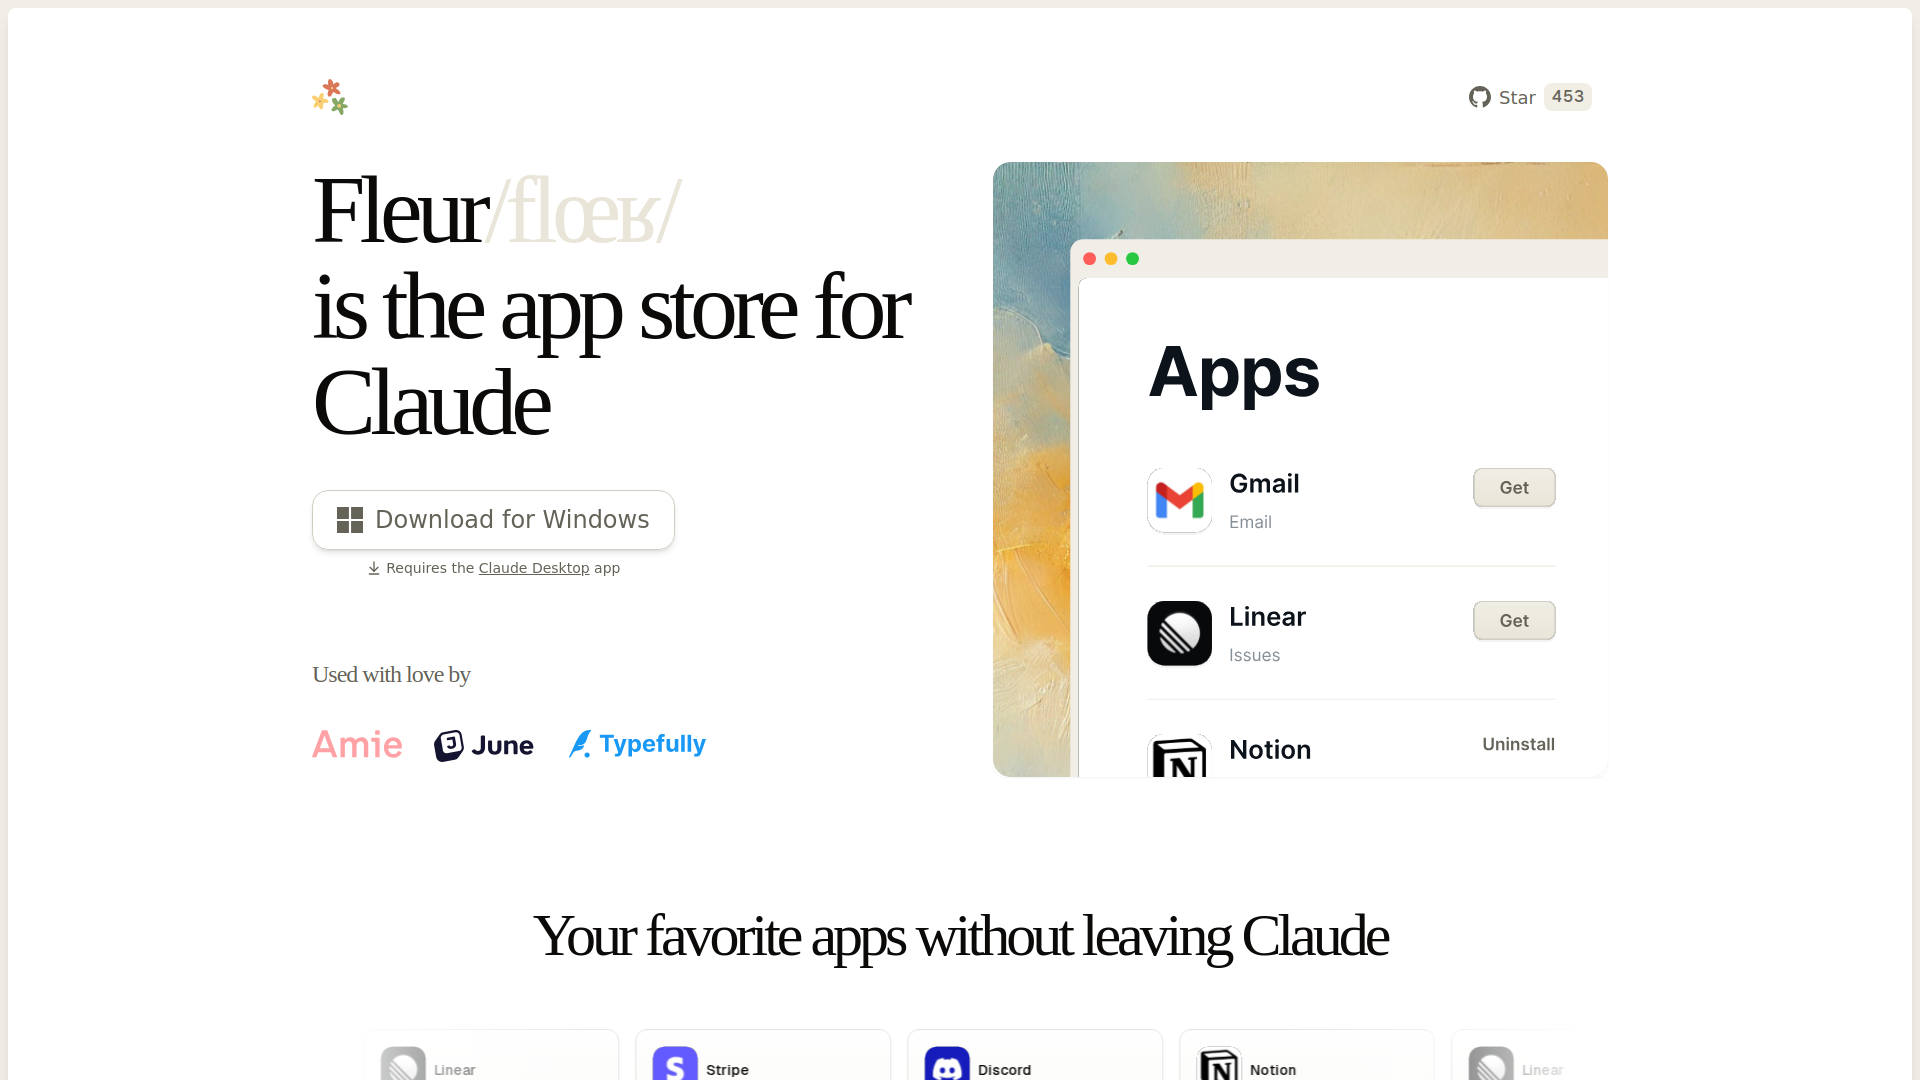 Star 453
Fleur/flœʁ/
is the app store for
Claude
Download for Windows
Requires the Claude Desktop app
Used with love by
Amie
June
Typefully
Apps
Gmail
Email
Get
Linear
Issues
Get
Notion
Uninstall
Your favorite apps without leaving Claude
Linear
Stripe
Discord
Notion
Linear